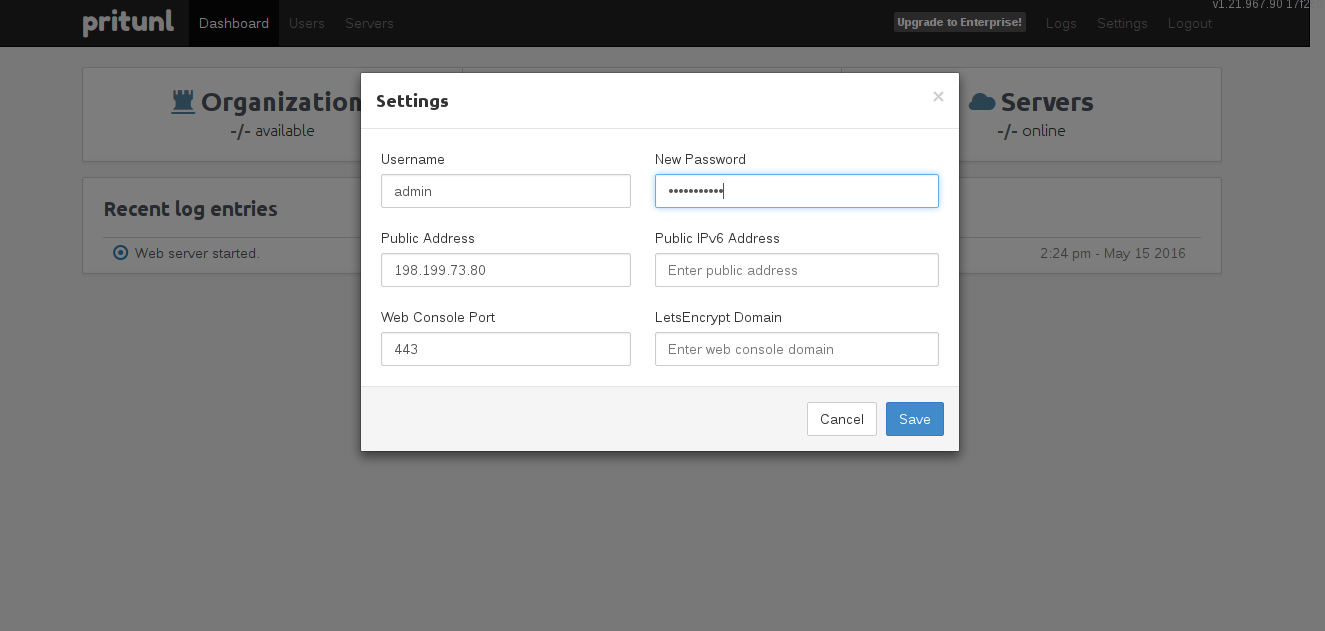 v1.21.967.90 17f2
pritunl Dashboard Users Servers Upgrade to Enterprise! Logs Settings Logout
Organization Servers
-/- available -/- online
Settings ×
Username New Password
admin •••••••••••
Recent log entries
Public Address Public IPv6 Address
Web server started. 2:24 pm - May 15 2016
198.199.73.80 Enter public address
Web Console Port LetsEncrypt Domain
443 Enter web console domain
Cancel Save